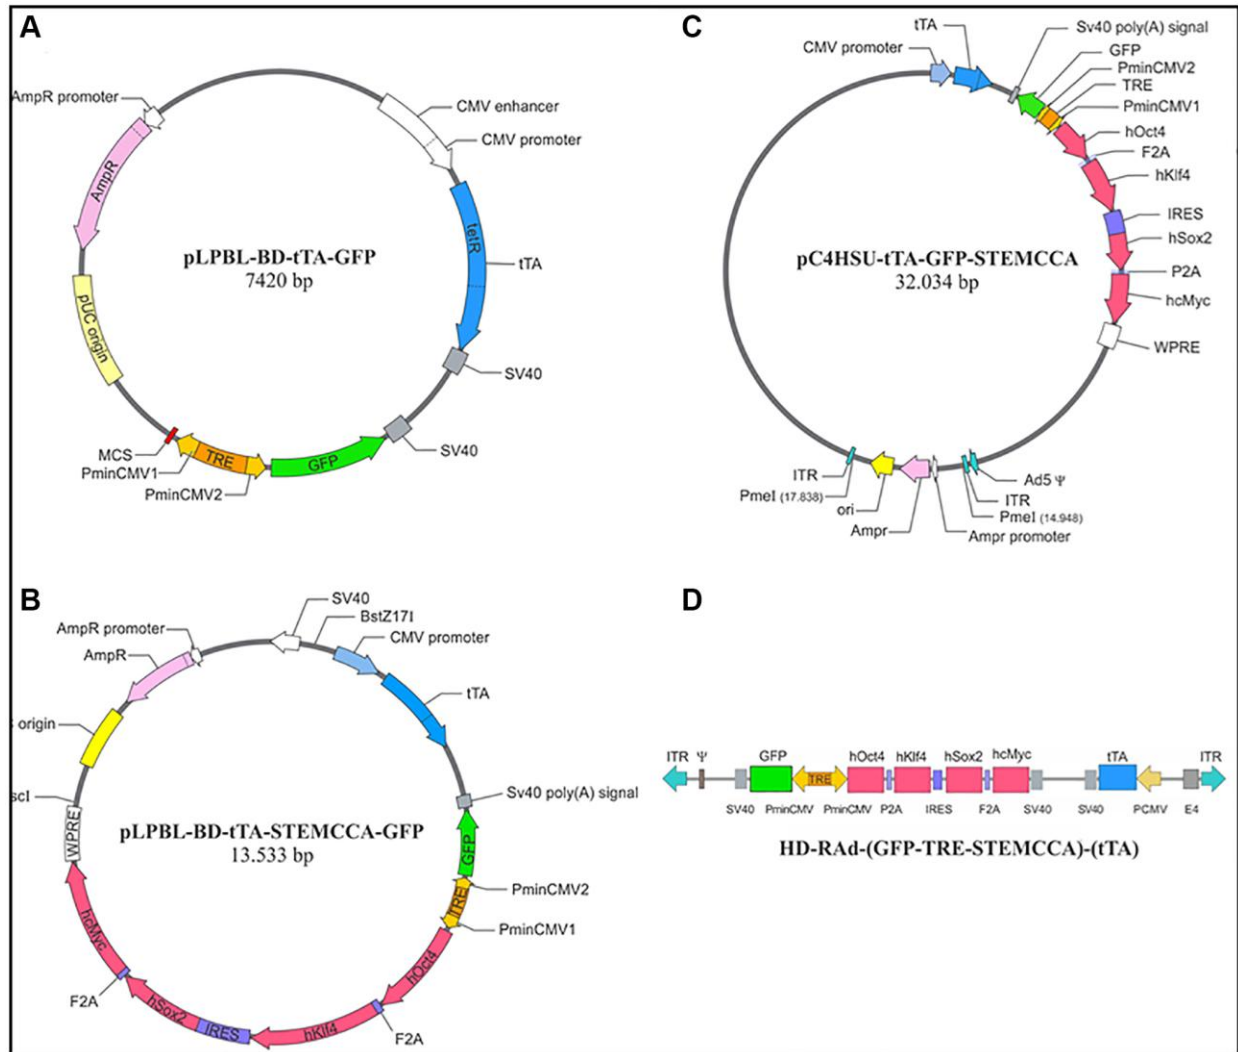 A
AmpR promoter
CMV enhancer
CMV promoter
AmpR
tetR
tTA
pLPBL-BD-tTA-GFP
7420 bp
pUC origin
SV40
SV40
MCS
PminCMV1
TRE
GFP
PminCMV2
C
tTA
CMV promoter
Sv40 poly(A) signal
GFP
PminCMV2
TRE
PminCMV1
hOct4
F2A
hKlf4
IRES
hSox2
P2A
hcMyc
WPRE
pC4HSU-tTA-GFP-STEMCCA
32.034 bp
ITR
PmeI (17.838)
ori
Ampr
Ampr promoter
PmeI (14.948)
ITR
Ad5 Ψ
B
SV40
BstZ17I
AmpR promoter
CMV promoter
AmpR
tTA
origin
scI
Sv40 poly(A) signal
WPRE
pLPBL-BD-tTA-STEMCCA-GFP
13.533 bp
GFP
PminCMV2
TRE
PminCMV1
hcMyc
hOct4
F2A
hSox2
IRES
hKlf4
F2A
D
ITR Ψ GFP hOct4 hKlf4 hSox2 hcMyc tTA ITR
TRE
SV40 PminCMV PminCMV P2A IRES F2A SV40 SV40 PCMV E4
HD-RAd-(GFP-TRE-STEMCCA)-(tTA)